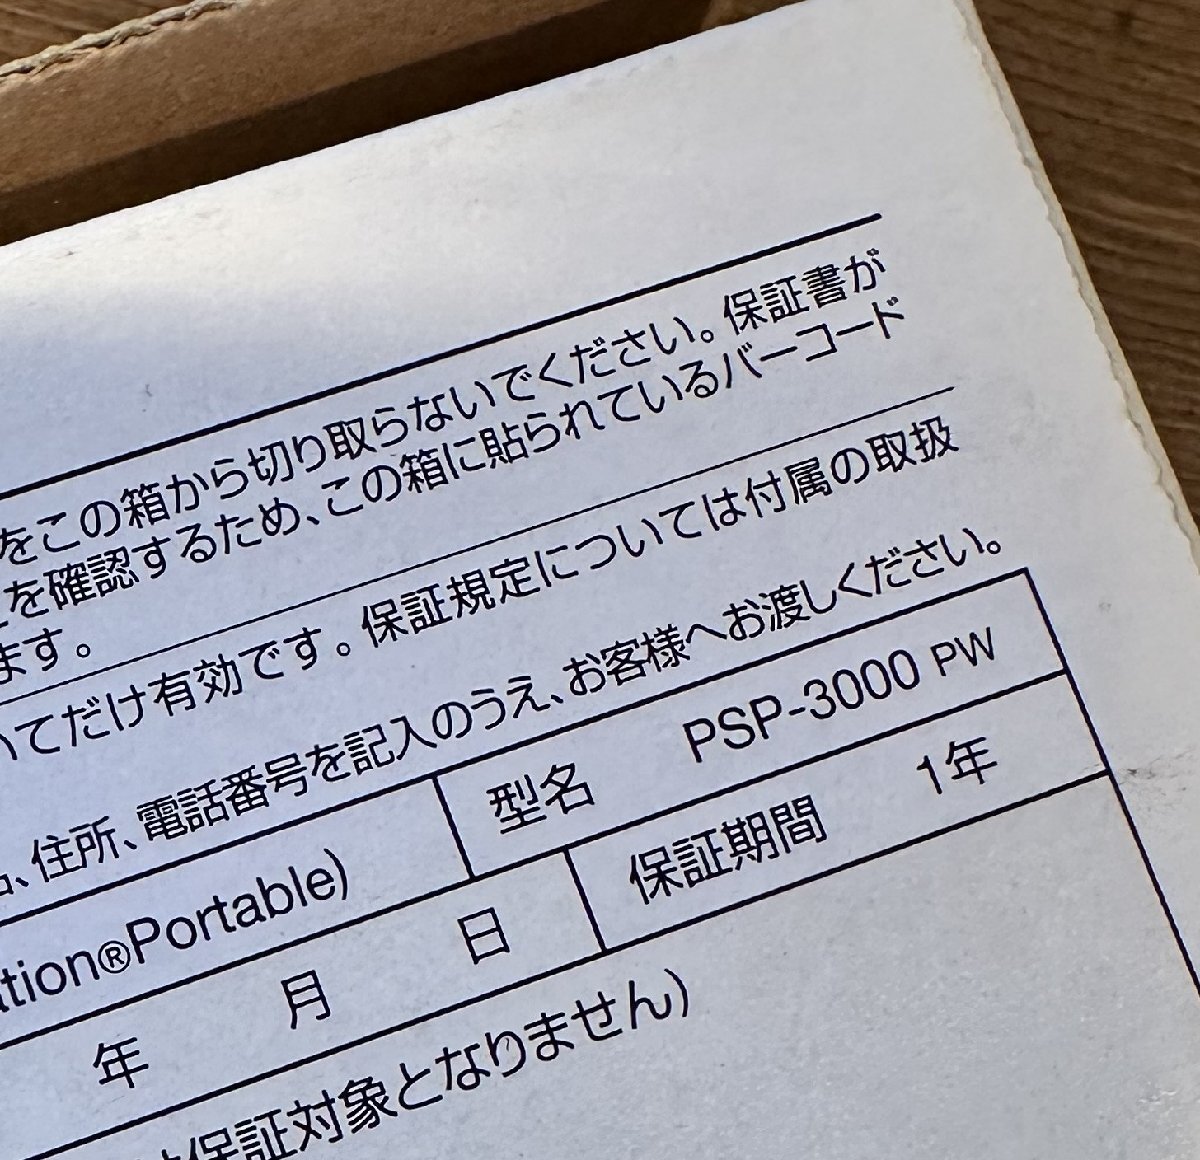 をこの箱から切り取らないでください。保証書が
を確認するため、この箱に貼られているバーコード
ます。
いてだけ有効です。保証規定については付属の取扱
、住所、電話番号を記入のうえ、お客様へお渡しください。
ation®Portable) 型名 PSP-3000 PW
年 月 日 保証期間 1年
保証対象となりません)